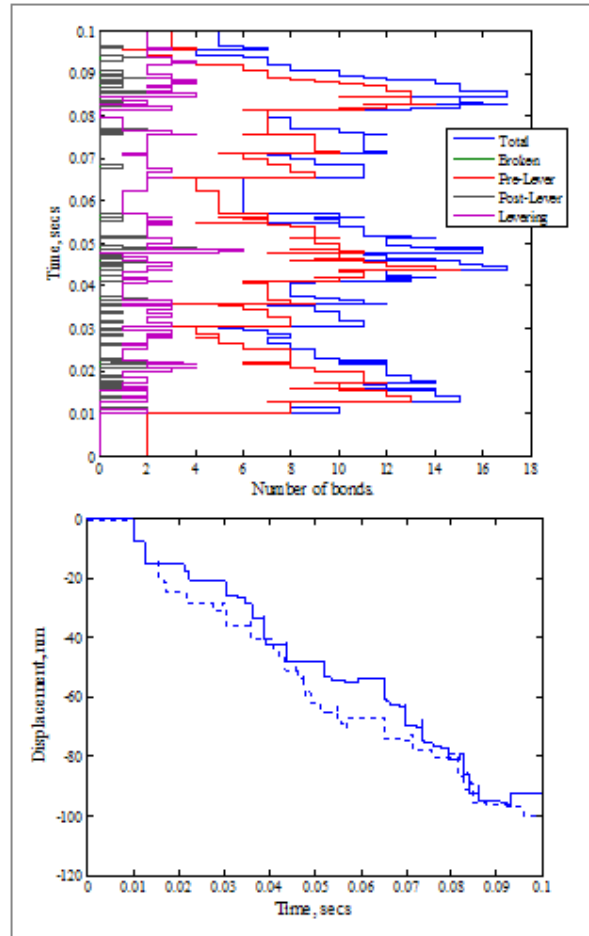 0.1
0.09
0.08
0.07
0.06
0.05
0.04
0.03
0.02
0.01
0
Time, secs
0 2 4 6 8 10 12 14 16 18
Number of bonds.
Total
Broken
Pre-Lever
Post-Lever
Levering
0
-20
-40
-60
-80
-100
-120
Displacement, nm
0 0.01 0.02 0.03 0.04 0.05 0.06 0.07 0.08 0.09 0.1
Time, secs